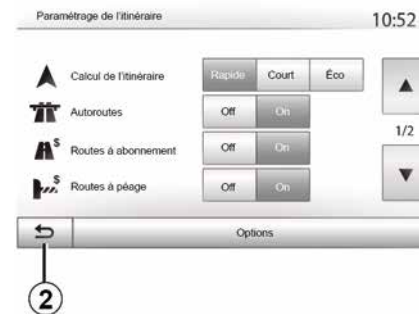 Paramétrage de l'itinéraire 10:52
Calcul de l'itinéraire Rapide Court Éco
Autoroutes Off On
$ Routes à abonnement Off On
1/2
$ Routes à péage Off On
Options
2